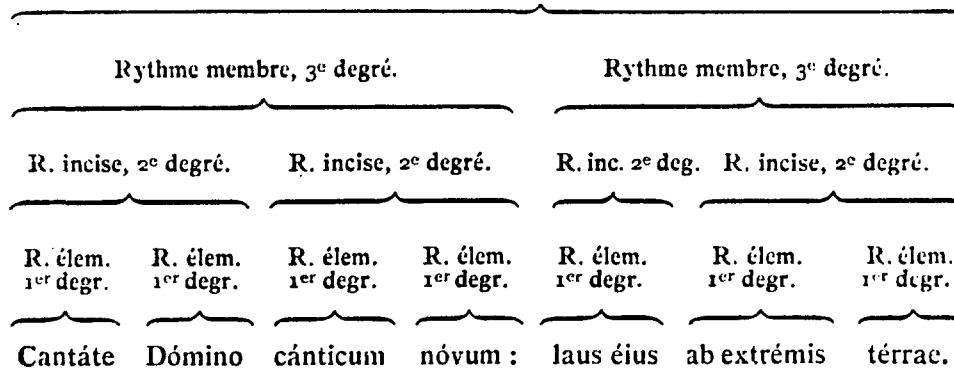 Rythme membre, 3e degré. Rythme membre, 3e degré.
R. incise, 2e degré. R. incise, 2e degré. R. inc. 2e deg. R. incise, 2e degré.
R. élem. R. élem. R. élem. R. élem. R. élem. R. élem. R. élem.
1er degr. 1er degr. 1er degr. 1er degr. 1er degr. 1er degr. 1er degr.
Cantáte Dómino cánticum nóvum : laus éius ab extrémis térrae.